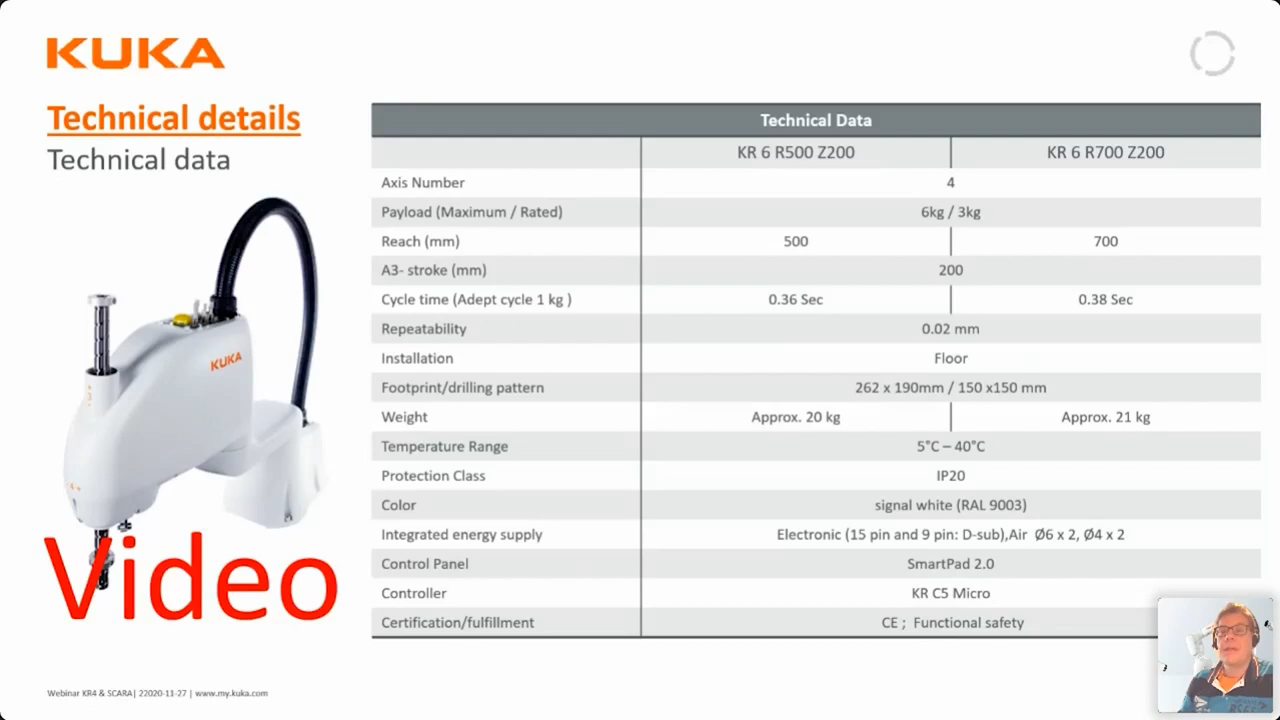 KUKA
Technical details
Technical data
KUKA
Video
Technical Data
KR 6 R500 Z200 KR 6 R700 Z200
Axis Number 4
Payload (Maximum / Rated) 6kg / 3kg
Reach (mm) 500 700
A3- stroke (mm) 200
Cycle time (Adept cycle 1 kg ) 0.36 Sec 0.38 Sec
Repeatability 0.02 mm
Installation Floor
Footprint/drilling pattern 262 x 190mm / 150 x150 mm
Weight Approx. 20 kg Approx. 21 kg
Temperature Range 5°C – 40°C
Protection Class IP20
Color signal white (RAL 9003)
Integrated energy supply Electronic (15 pin and 9 pin: D-sub),Air Ø6 x 2, Ø4 x 2
Control Panel SmartPad 2.0
Controller KR C5 Micro
Certification/fulfillment CE ; Functional safety
Webinar KR4 & SCARA| 22020-11-27 | www.my.kuka.com